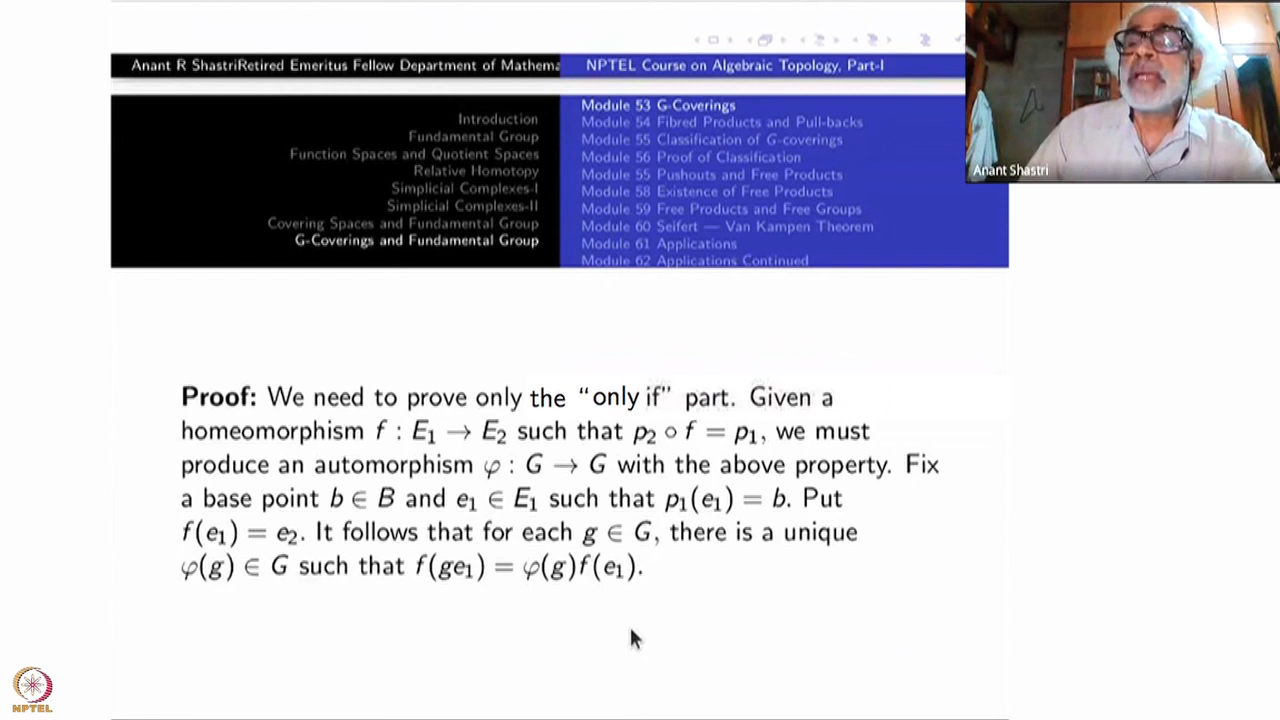 Anant R ShastriRetired Emeritus Fellow Department of Mathema
NPTEL Course on Algebraic Topology, Part-I
Introduction
Fundamental Group
Function Spaces and Quotient Spaces
Relative Homotopy
Simplicial Complexes-I
Simplicial Complexes-II
Covering Spaces and Fundamental Group
G-Coverings and Fundamental Group
Module 53 G-Coverings
Module 54 Fibred Products and Pull-backs
Module 55 Classification of G-coverings
Module 56 Proof of Classification
Module 55 Pushouts and Free Products
Module 58 Existence of Free Products
Module 59 Free Products and Free Groups
Module 60 Seifert — Van Kampen Theorem
Module 61 Applications
Module 62 Applications Continued
Anant Shastri
Proof: We need to prove only the “only if” part. Given a
homeomorphism f : E₁ → E₂ such that p₂ ∘ f = p₁, we must
produce an automorphism φ : G → G with the above property. Fix
a base point b ∈ B and e₁ ∈ E₁ such that p₁(e₁) = b. Put
f(e₁) = e₂. It follows that for each g ∈ G, there is a unique
φ(g) ∈ G such that f(ge₁) = φ(g)f(e₁).
NPTEL